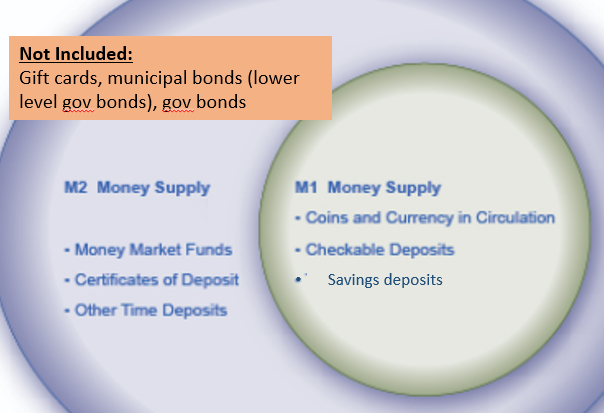 Not Included:
Gift cards, municipal bonds (lower
level gov bonds), gov bonds
M2 Money Supply
• Money Market Funds
• Certificates of Deposit
• Other Time Deposits
M1 Money Supply
• Coins and Currency in Circulation
• Checkable Deposits
• Savings deposits